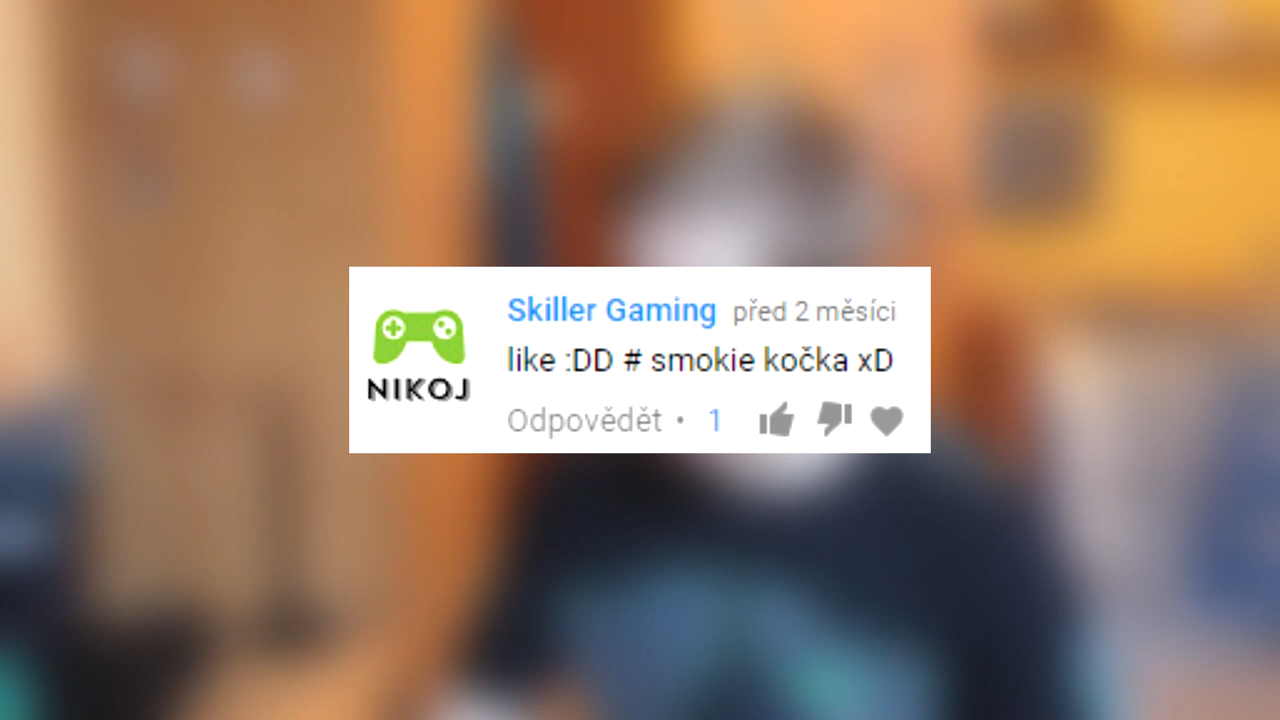 Skiller Gaming před 2 měsíci
like :DD # smokie kočka xD
NIKOJ
Odpovědět • 1